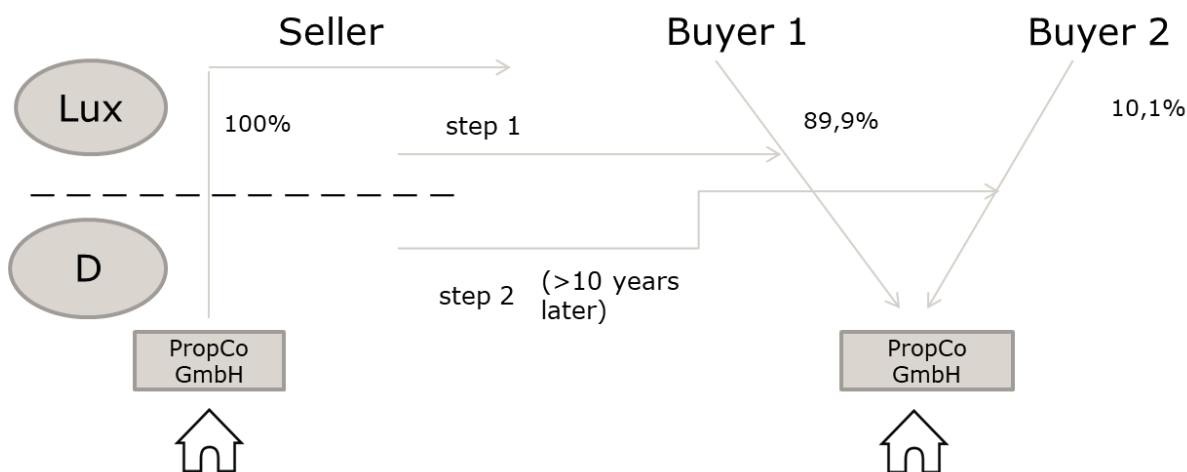 Seller
Buyer 1
Buyer 2
Lux
100%
step 1
89,9%
10,1%
D
step 2
(>10 years
later)
PropCo
GmbH
PropCo
GmbH